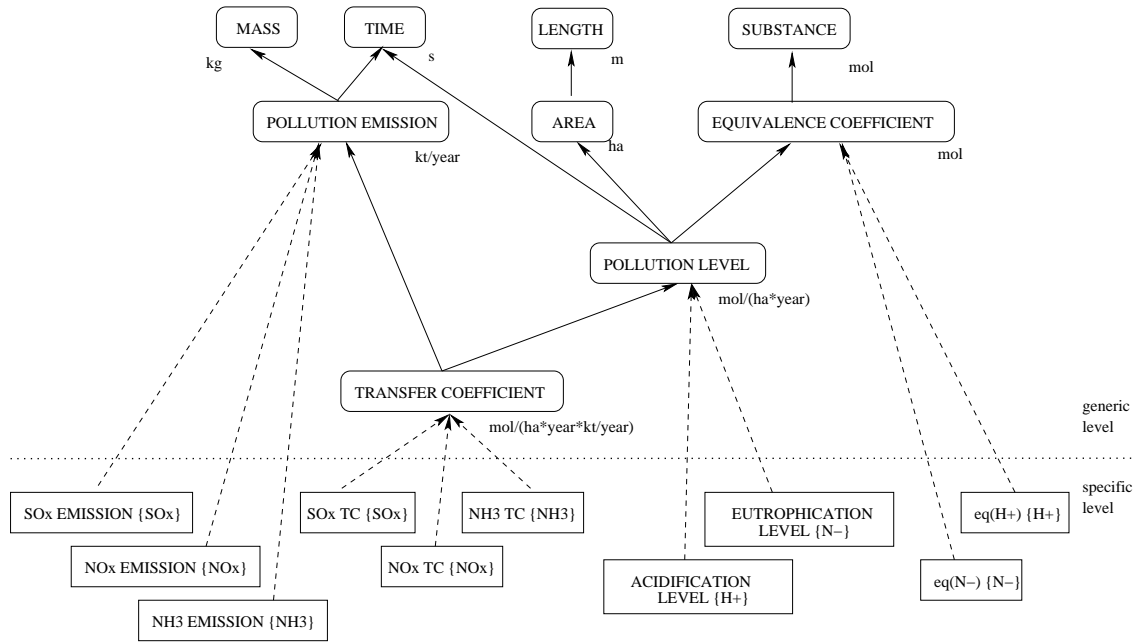 MASS
TIME
LENGTH
SUBSTANCE
kg
s
m
mol
POLLUTION EMISSION
AREA
EQUIVALENCE COEFFICIENT
kt/year
ha
mol
POLLUTION LEVEL
mol/(ha*year)
TRANSFER COEFFICIENT
mol/(ha*year*kt/year)
generic
level
specific
level
SOx EMISSION {SOx}
SOx TC {SOx}
NH3 TC {NH3}
EUTROPHICATION
LEVEL {N−}
eq(H+) {H+}
NOx EMISSION {NOx}
NOx TC {NOx}
ACIDIFICATION
LEVEL {H+}
eq(N−) {N−}
NH3 EMISSION {NH3}